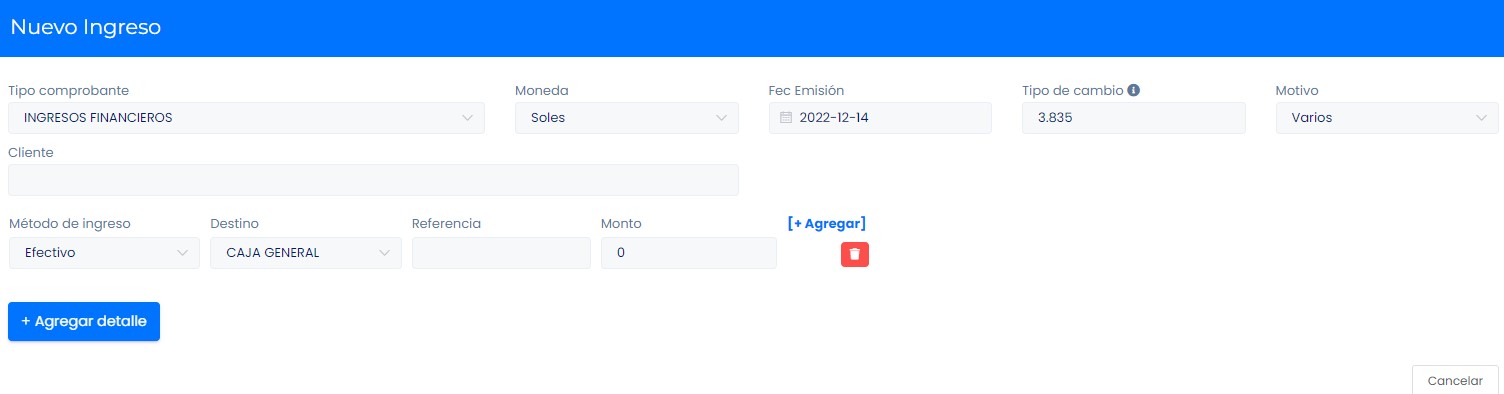 Nuevo Ingreso
Tipo comprobante Moneda Fec Emisión Tipo de cambio Motivo
INGRESOS FINANCIEROS Soles 2022-12-14 3.835 Varios
Cliente
Método de ingreso Destino Referencia Monto [+ Agregar]
Efectivo CAJA GENERAL 0
+ Agregar detalle
Cancelar